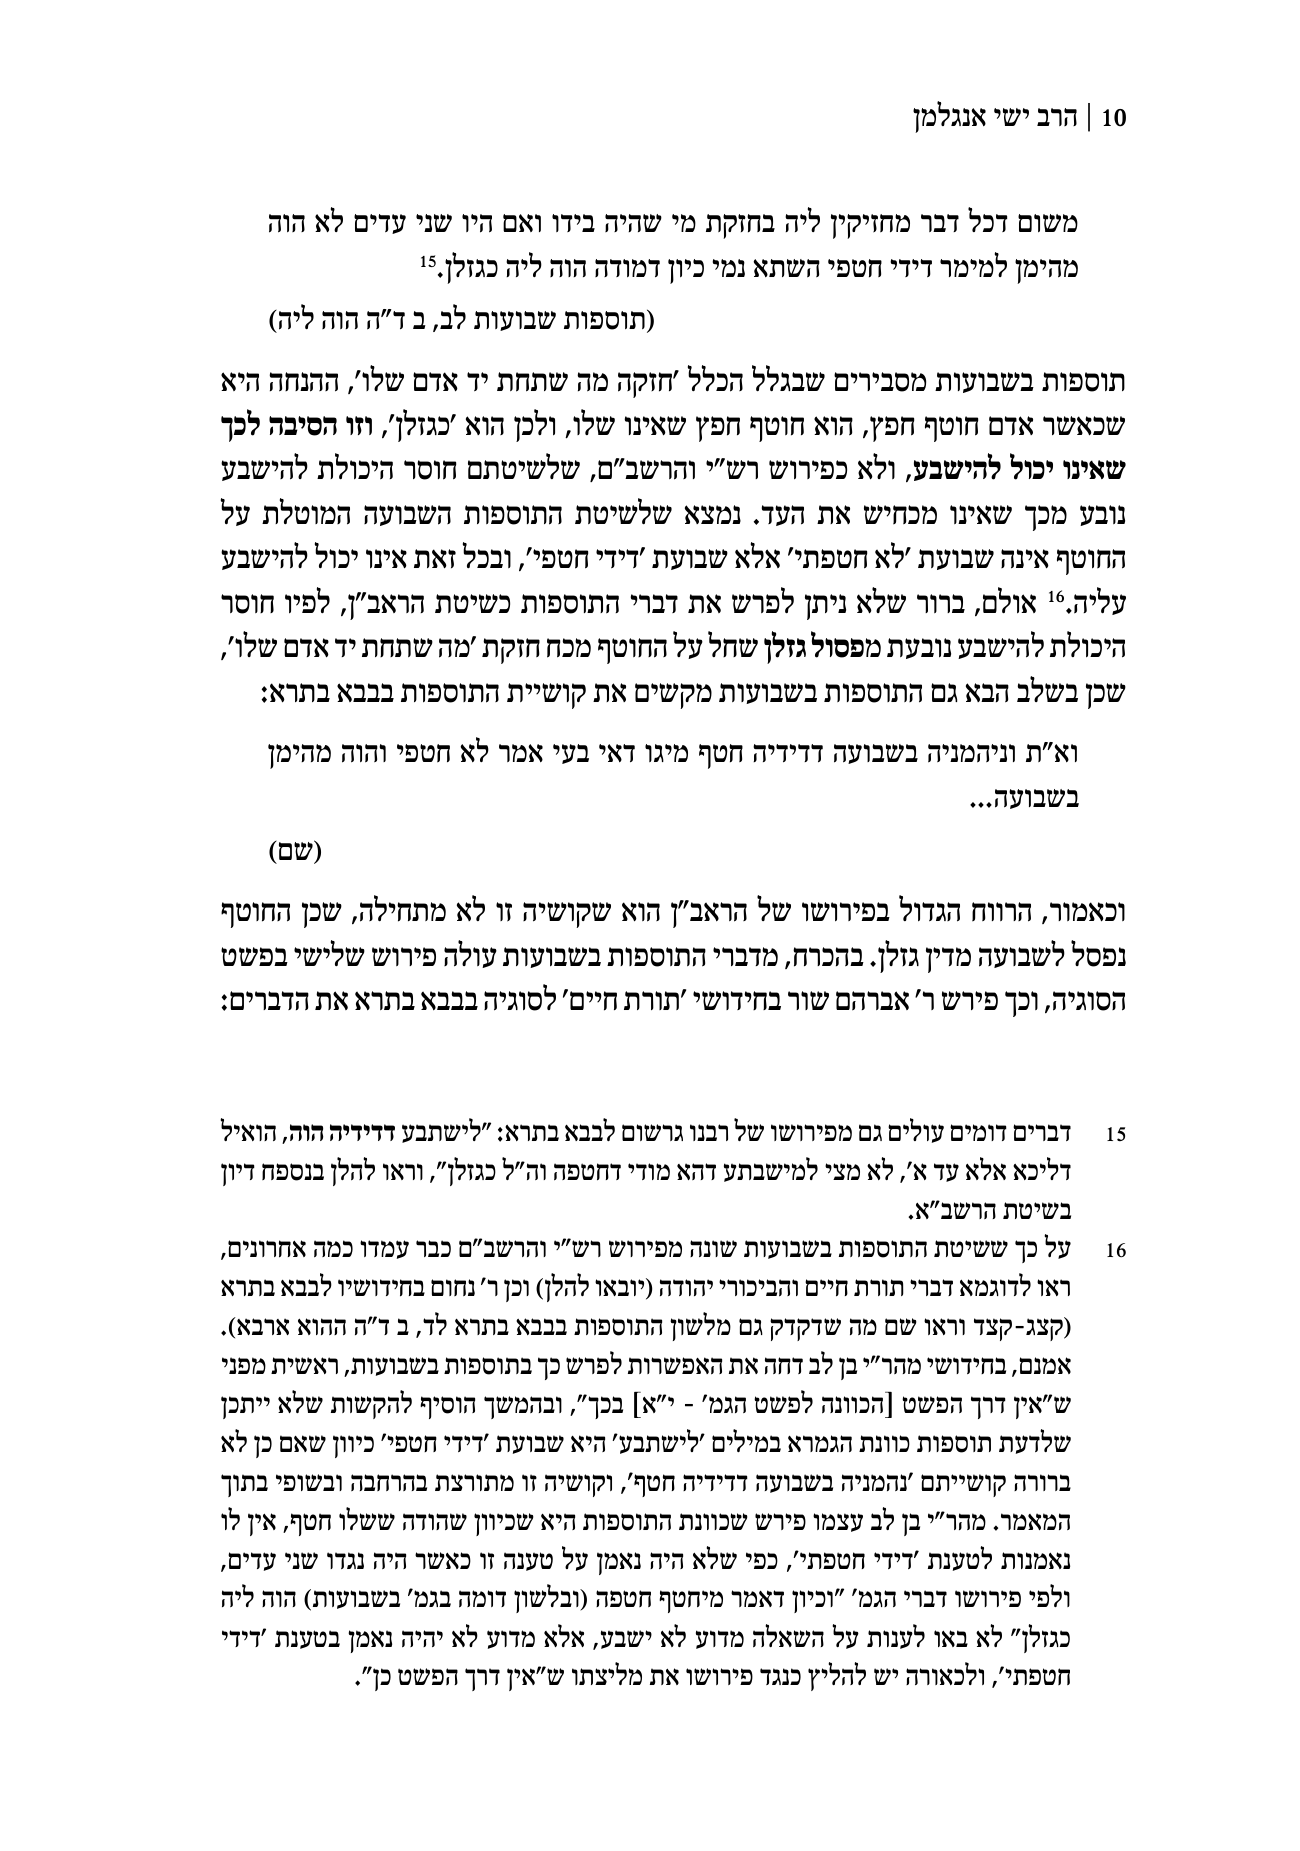 10 | הרב ישי אנגלמן
משום דכל דבר מחזיקין ליה בחזקת מי שהיה בידו ואם היו שני עדים לא הוה
מהימן למימר דידי חטפי השתא נמי כיון דמודה הוה ליה כגזלן.15
(תוספות שבועות לב, ב ד"ה הוה ליה)
תוספות בשבועות מסבירים שבגלל הכלל 'חזקה מה שתחת יד אדם שלו', ההנחה היא
שכאשר אדם חוטף חפץ, הוא חוטף חפץ שאינו שלו, ולכן הוא 'כגזלן', וזו הסיבה לכך
שאינו יכול להישבע, ולא כפירוש רש"י והרשב"ם, שלשיטתם חוסר היכולת להישבע
נובע מכך שאינו מכחיש את העד. נמצא שלשיטת התוספות השבועה המוטלת על
החוטף אינה שבועת 'לא חטפתי' אלא שבועת 'דידי חטפי', ובכל זאת אינו יכול להישבע
עליה.16 אולם, ברור שלא ניתן לפרש את דברי התוספות כשיטת הראב"ן, לפיו חוסר
היכולת להישבע נובעת מפסול גזלן שחל על החוטף מכח חזקת 'מה שתחת יד אדם שלו',
שכן בשלב הבא גם התוספות בשבועות מקשים את קושיית התוספות בבבא בתרא:
וא"ת וניהמניה בשבועה דדידיה חטף מיגו דאי בעי אמר לא חטפי והוה מהימן
בשבועה...
(שם)
וכאמור, הרווח הגדול בפירושו של הראב"ן הוא שקושיה זו לא מתחילה, שכן החוטף
נפסל לשבועה מדין גזלן. בהכרח, מדברי התוספות בשבועות עולה פירוש שלישי בפשט
הסוגיה, וכך פירש ר' אברהם שור בחידושי 'תורת חיים' לסוגיה בבבא בתרא את הדברים:
15 דברים דומים עולים גם מפירושו של רבנו גרשום לבבא בתרא: "לישתבע דדידיה הוה, הואיל
דליכא אלא עד א', לא מצי למישבתע דהא מודי דחטפה וה"ל כגזלן", וראו להלן בנספח דיון
בשיטת הרשב"א.
16 על כך ששיטת התוספות בשבועות שונה מפירוש רש"י והרשב"ם כבר עמדו כמה אחרונים,
ראו לדוגמא דברי תורת חיים והביכורי יהודה (יובאו להלן) וכן ר' נחום בחידושיו לבבא בתרא
(קצג-קצד וראו שם מה שדקדק גם מלשון התוספות בבבא בתרא לד, ב ד"ה ההוא ארבא).
אמנם, בחידושי מהר"י בן לב דחה את האפשרות לפרש כך בתוספות בשבועות, ראשית מפני
ש"אין דרך הפשט [הכוונה לפשט הגמ' - י"א] בכך", ובהמשך הוסיף להקשות שלא ייתכן
שלדעת תוספות כוונת הגמרא במילים 'לישתבע' היא שבועת 'דידי חטפי' כיוון שאם כן לא
ברורה קושייתם 'נהמניה בשבועה דדידיה חטף', וקושיה זו מתורצת בהרחבה ובשופי בתוך
המאמר. מהר"י בן לב עצמו פירש שכוונת התוספות היא שכיוון שהודה ששלו חטף, אין לו
נאמנות לטענת 'דידי חטפתי', כפי שלא היה נאמן על טענה זו כאשר היה נגדו שני עדים,
ולפי פירושו דברי הגמ' "וכיון דאמר מיחטף חטפה (ובלשון דומה בגמ' בשבועות) הוה ליה
כגזלן" לא באו לענות על השאלה מדוע לא ישבע, אלא מדוע לא יהיה נאמן בטענת 'דידי
חטפתי', ולכאורה יש להליץ כנגד פירושו את מליצתו ש"אין דרך הפשט כן".